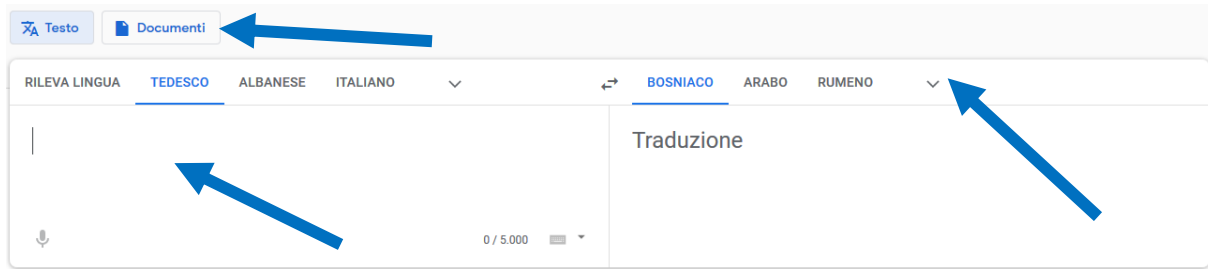 Testo Documenti
RILEVA LINGUA TEDESCO ALBANESE ITALIANO BOSNIACO ARABO RUMENO
Traduzione
0 / 5.000